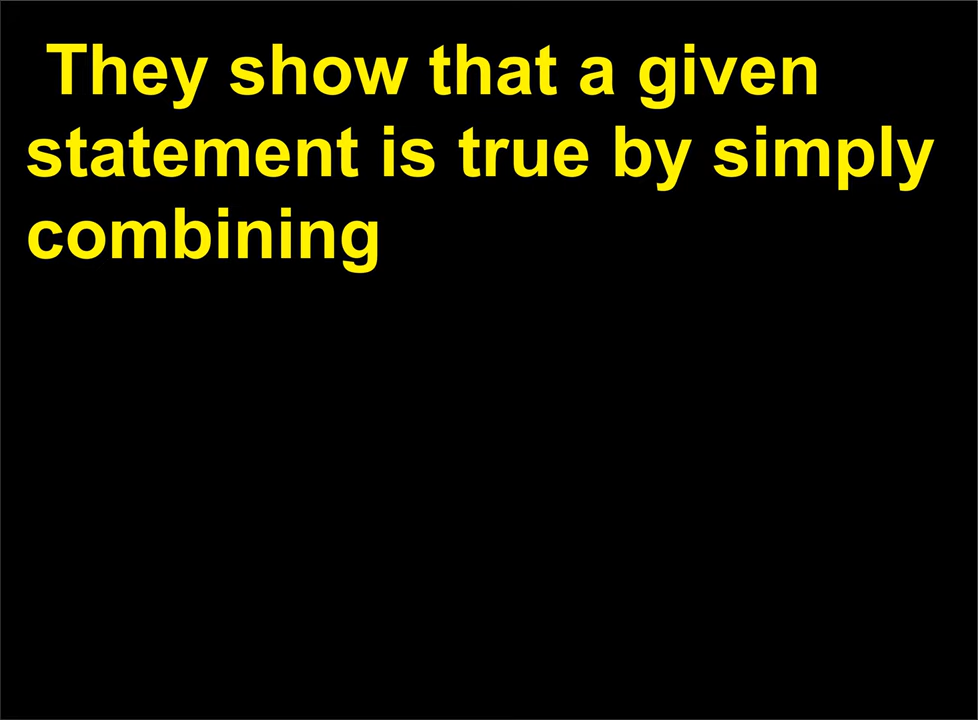 They show that a given
statement is true by simply
combining